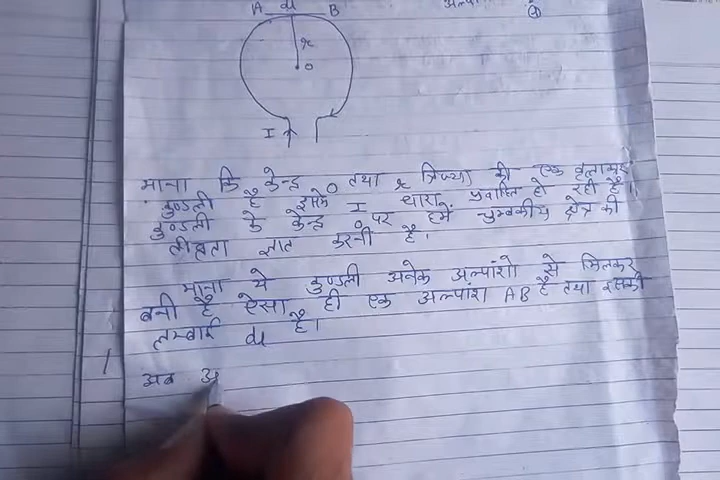 A dl B
r
O
I
माना कि केन्द्र O तथा r त्रिज्या की एक वृत्ताकार
कुण्डली है इसमें I धारा प्रवाहित हो रही है।
कुण्डली के केन्द्र O पर हमें चुम्बकीय क्षेत्र की
तीव्रता ज्ञात करनी है।
माना ये कुण्डली अनेक अल्पांशो से मिलकर
बनी है ऐसा ही एक अल्पांश AB है तथा इसकी
लम्बाई dl है।
अब अ